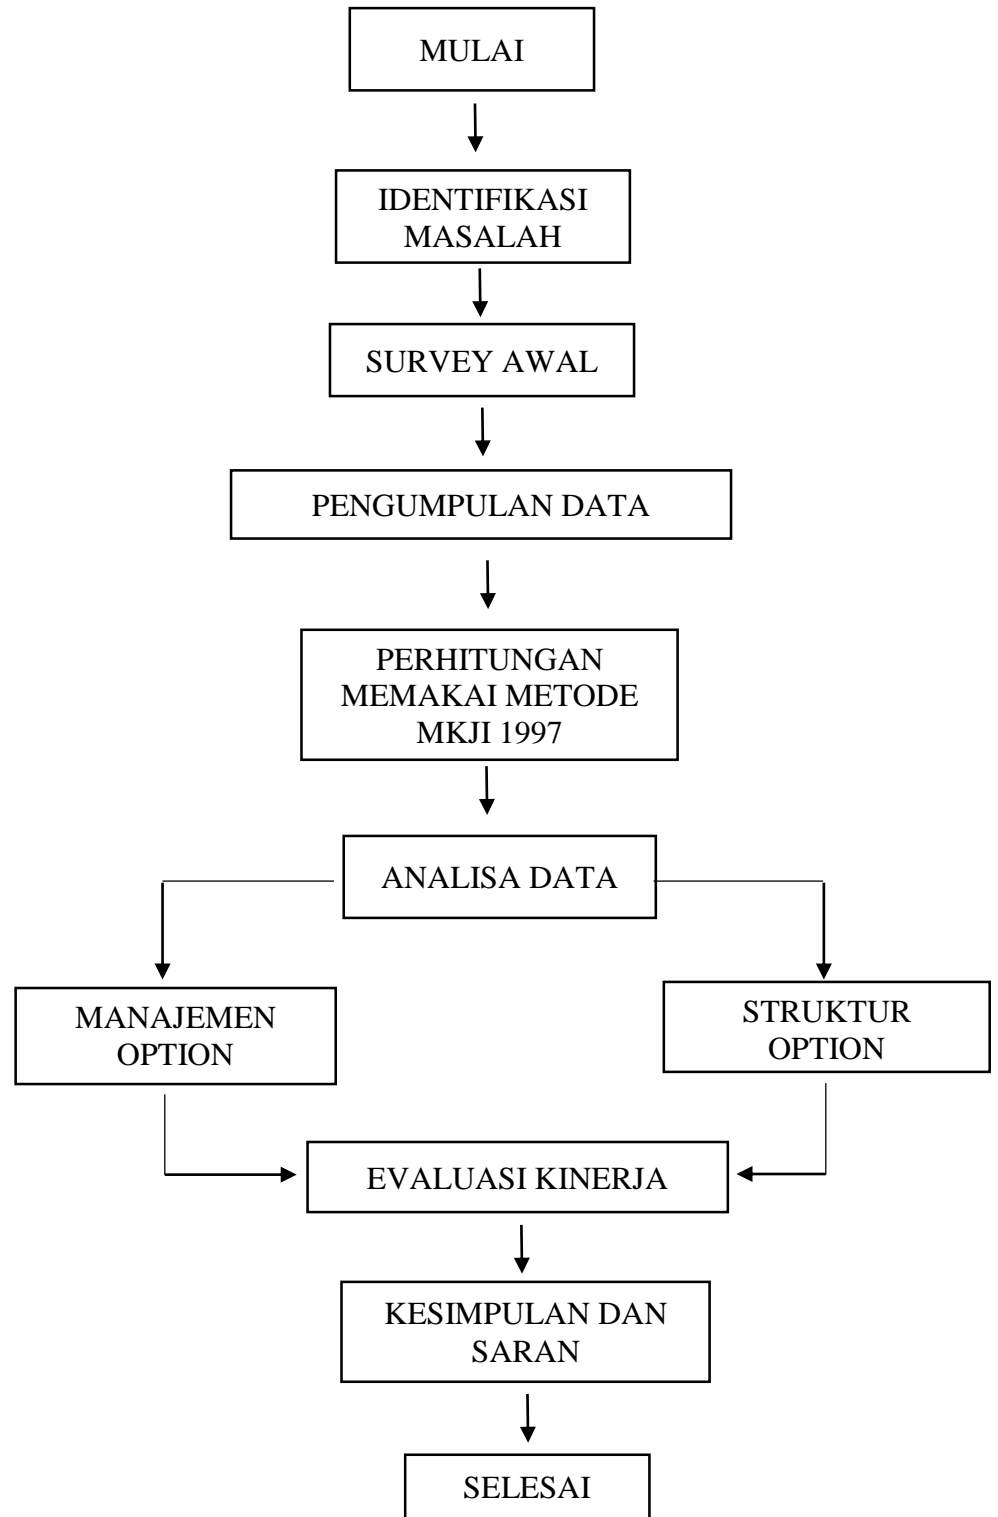 MULAI
IDENTIFIKASI
MASALAH
SURVEY AWAL
PENGUMPULAN DATA
PERHITUNGAN
MEMAKAI METODE
MKJI 1997
ANALISA DATA
MANAJEMEN
OPTION
STRUKTUR
OPTION
EVALUASI KINERJA
KESIMPULAN DAN
SARAN
SELESAI